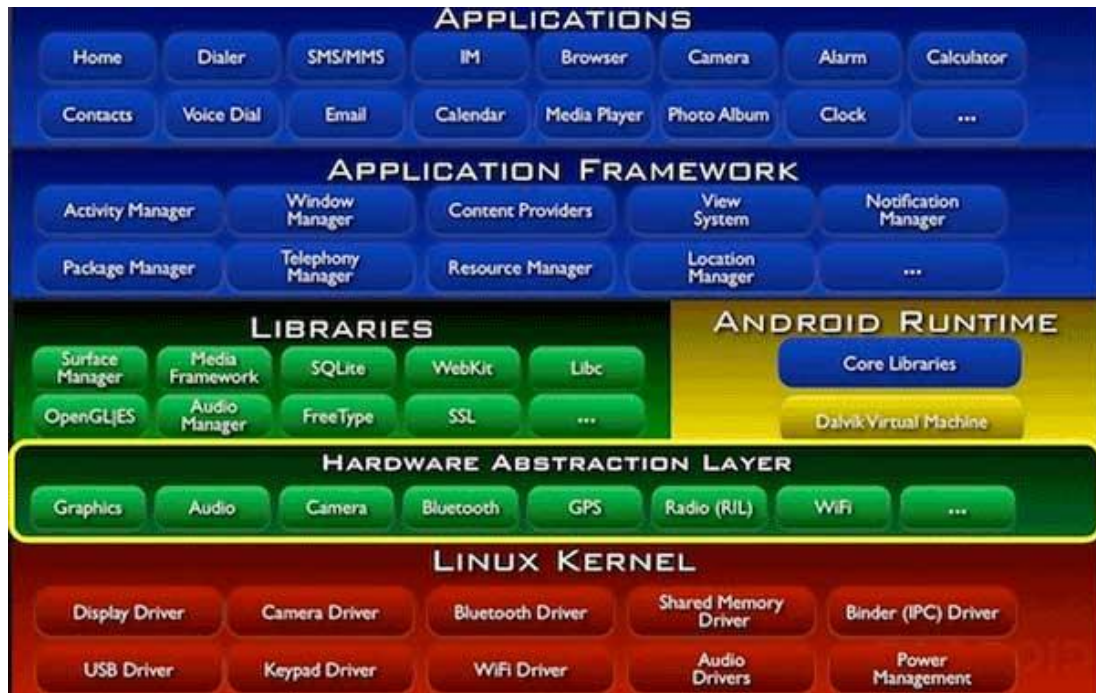 APPLICATIONS
Home Dialer SMS/MMS IM Browser Camera Alarm Calculator
Contacts Voice Dial Email Calendar Media Player Photo Album Clock ...
APPLICATION FRAMEWORK
Activity Manager Window Manager Content Providers View System Notification Manager
Package Manager Telephony Manager Resource Manager Location Manager ...
LIBRARIES
Surface Manager Media Framework SQLite WebKit Libc
OpenGL|ES Audio Manager FreeType SSL ...
ANDROID RUNTIME
Core Libraries
Dalvik Virtual Machine
HARDWARE ABSTRACTION LAYER
Graphics Audio Camera Bluetooth GPS Radio (RIL) WiFi ...
LINUX KERNEL
Display Driver Camera Driver Bluetooth Driver Shared Memory Driver Binder (IPC) Driver
USB Driver Keypad Driver WiFi Driver Audio Drivers Power Management